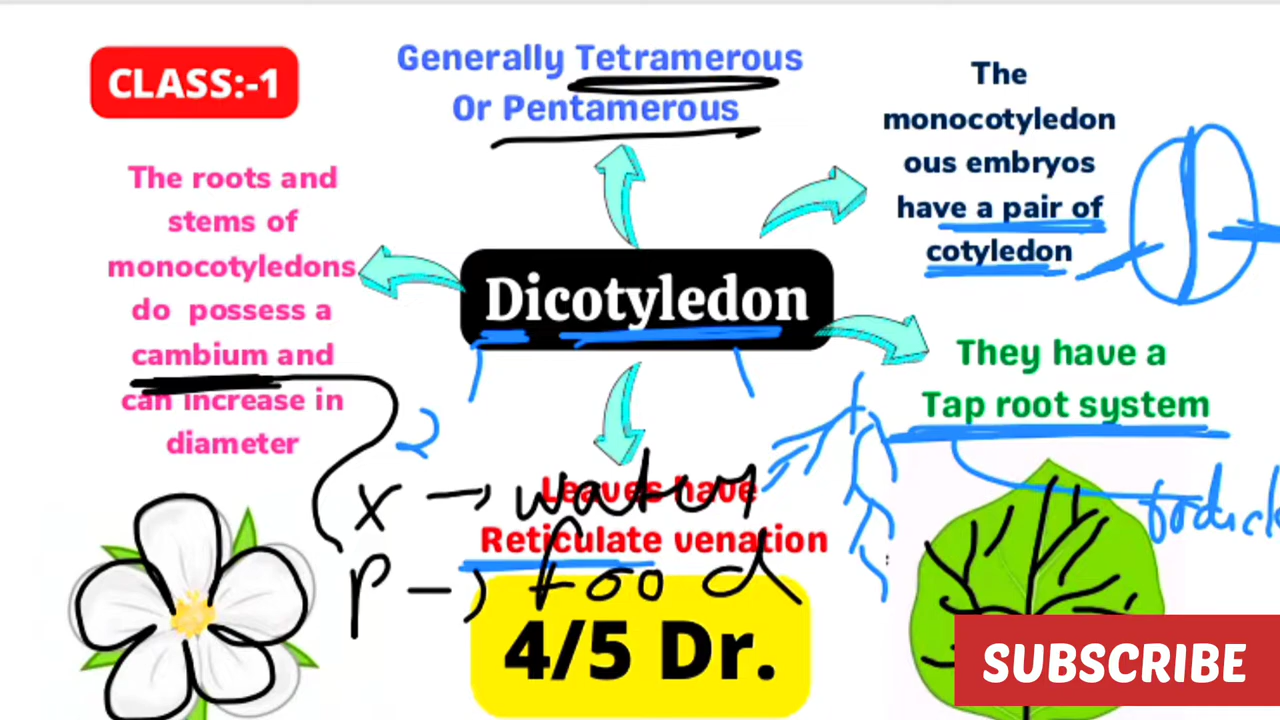 CLASS:-1
Generally Tetramerous
Or Pentamerous
The
monocotyledon
ous embryos
have a pair of
cotyledon
The roots and
stems of
monocotyledons
do possess a
cambium and
can increase in
diameter
Dicotyledon
They have a
Tap root system
2
Leaves have
Reticulate venation
x → water
P → food
4/5 Dr.
SUBSCRIBE